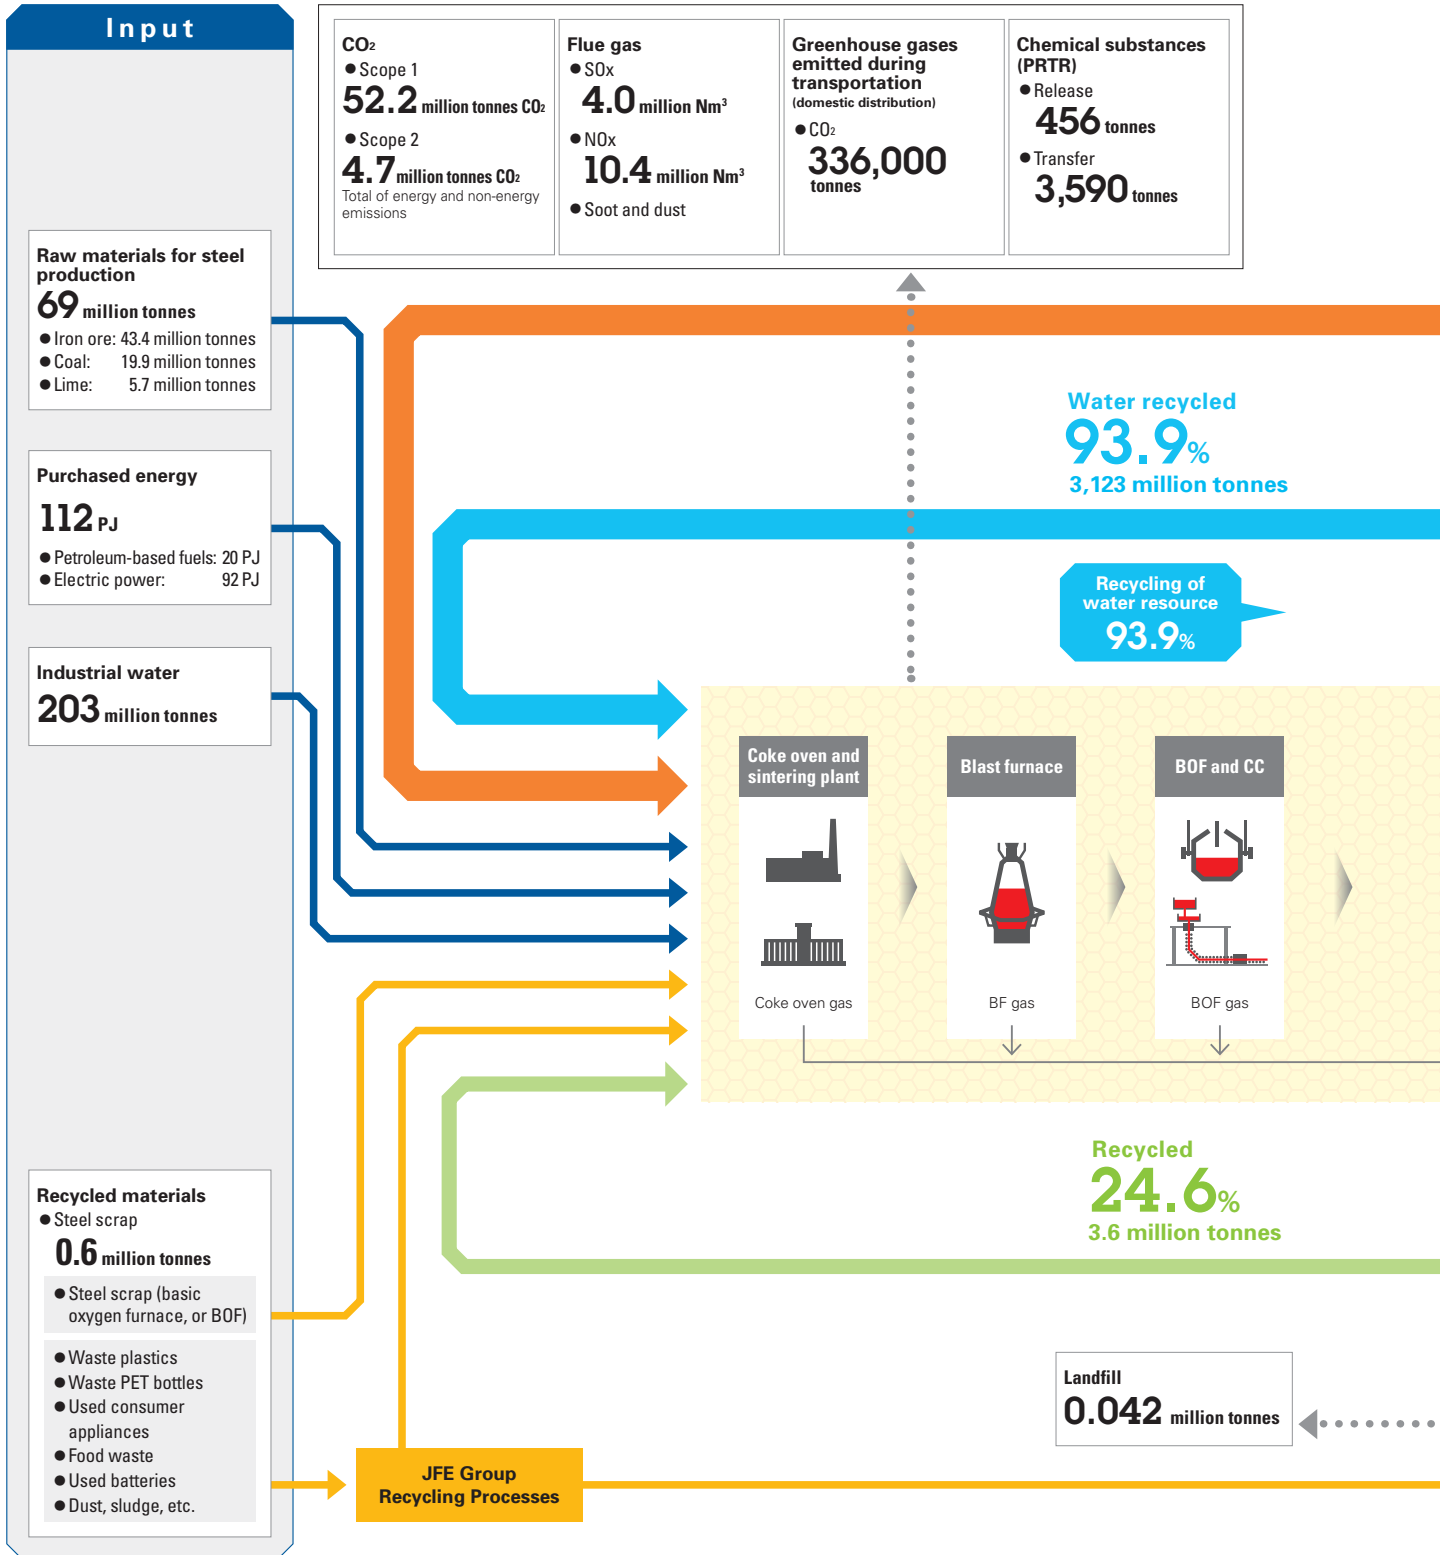 Input
CO2
● Scope 1
52.2 million tonnes CO2
● Scope 2
4.7 million tonnes CO2
Total of energy and non-energy
emissions
Flue gas
● SOx
4.0 million Nm³
● NOx
10.4 million Nm³
● Soot and dust
Greenhouse gases
emitted during
transportation
(domestic distribution)
● CO2
336,000
tonnes
Chemical substances
(PRTR)
● Release
456 tonnes
● Transfer
3,590 tonnes
Raw materials for steel
production
69 million tonnes
● Iron ore: 43.4 million tonnes
● Coal: 19.9 million tonnes
● Lime: 5.7 million tonnes
Purchased energy
112 PJ
● Petroleum-based fuels: 20 PJ
● Electric power: 92 PJ
Industrial water
203 million tonnes
Water recycled
93.9%
3,123 million tonnes
Recycling of
water resource
93.9%
Coke oven and
sintering plant
Coke oven gas
Blast furnace
BF gas
BOF and CC
BOF gas
Recycled
24.6%
3.6 million tonnes
Recycled materials
● Steel scrap
0.6 million tonnes
● Steel scrap (basic
oxygen furnace, or BOF)
● Waste plastics
● Waste PET bottles
● Used consumer
appliances
● Food waste
● Used batteries
● Dust, sludge, etc.
JFE Group
Recycling Processes
Landfill
0.042 million tonnes